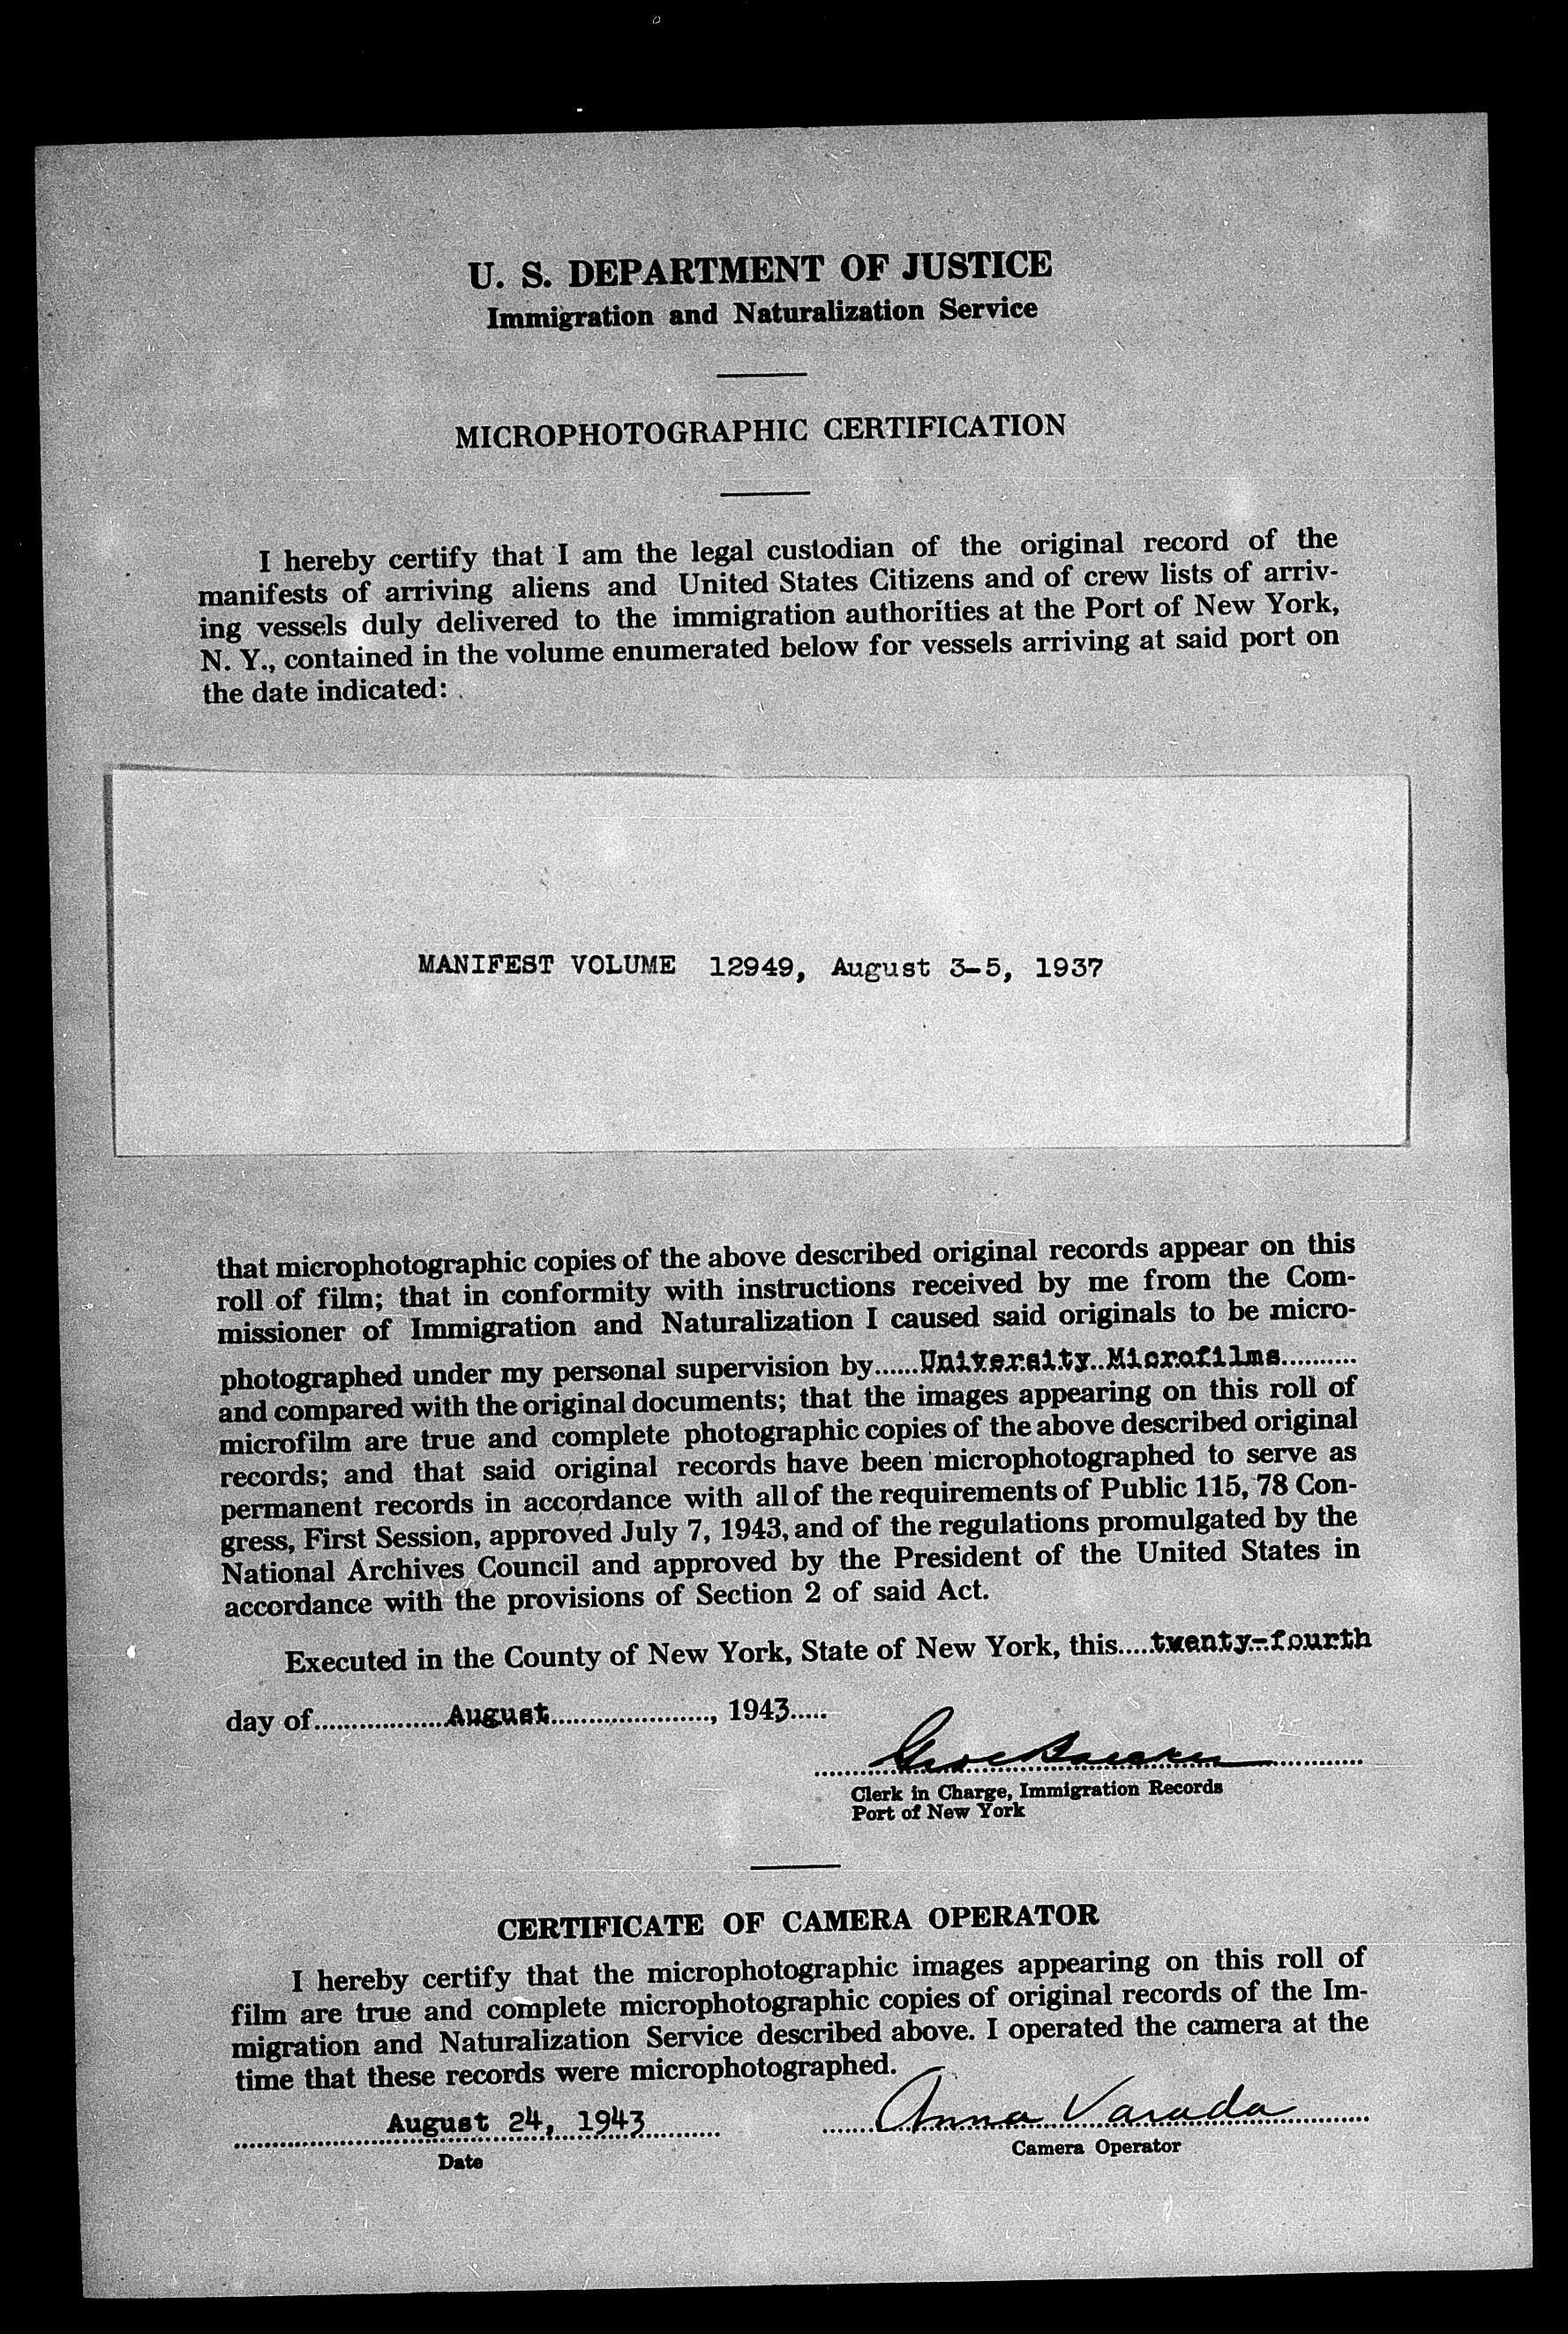 U. S. DEPARTMENT OF JUSTICE
Immigration and Naturalization Service
MICROPHOTOGRAPHIC CERTIFICATION
I hereby certify that I am the legal custodian of the original record of the
manifests of arriving aliens and United States Citizens and of crew lists of arriv-
ing vessels duly delivered to the immigration authorities at the Port of New York,
N. Y., contained in the volume enumerated below for vessels arriving at said port on
the date indicated:
MANIFEST VOLUME 12949, August 3-5, 1937
that microphotographic copies of the above described original records appear on this
roll of film; that in conformity with instructions received by me from the Com-
missioner of Immigration and Naturalization I caused said originals to be micro-
photographed under my personal supervision by......University Microfilms..........
and compared with the original documents; that the images appearing on this roll of
microfilm are true and complete photographic copies of the above described original
records; and that said original records have been microphotographed to serve as
permanent records in accordance with all of the requirements of Public 115, 78 Con-
gress, First Session, approved July 7, 1943, and of the regulations promulgated by the
National Archives Council and approved by the President of the United States in
accordance with the provisions of Section 2 of said Act.
Executed in the County of New York, State of New York, this....twenty-fourth
day of..................August......................, 1943.....
Clerk in Charge, Immigration Records
Port of New York
CERTIFICATE OF CAMERA OPERATOR
I hereby certify that the microphotographic images appearing on this roll of
film are true and complete microphotographic copies of original records of the Im-
migration and Naturalization Service described above. I operated the camera at the
time that these records were microphotographed.
August 24, 1943
Anna Varada
Date
Camera Operator